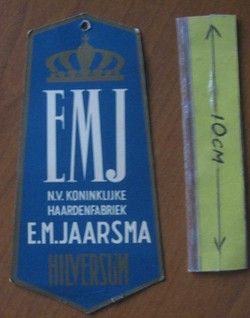 EMJ
N.V. KONINKLIJKE
HAARDENFABRIEK
E.M.JAARSMA
HILVERSUM
10CM